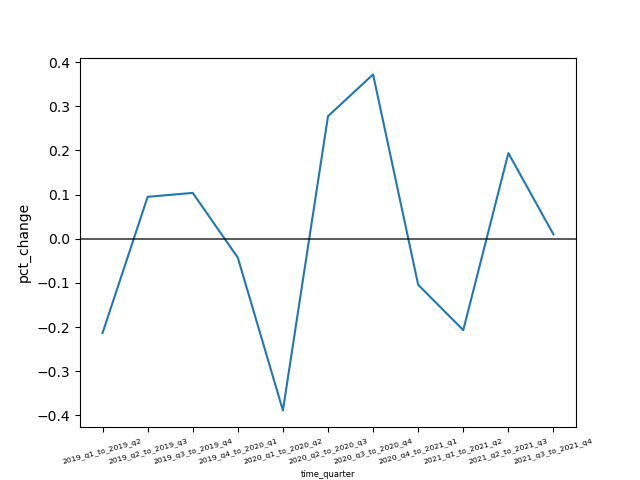 pct_change
0.4
0.3
0.2
0.1
0.0
−0.1
−0.2
−0.3
−0.4
2019_q1_to_2019_q2
2019_q2_to_2019_q3
2019_q3_to_2019_q4
2019_q4_to_2020_q1
2020_q1_to_2020_q2
2020_q2_to_2020_q3
2020_q3_to_2020_q4
2020_q4_to_2021_q1
2021_q1_to_2021_q2
2021_q2_to_2021_q3
2021_q3_to_2021_q4
time_quarter